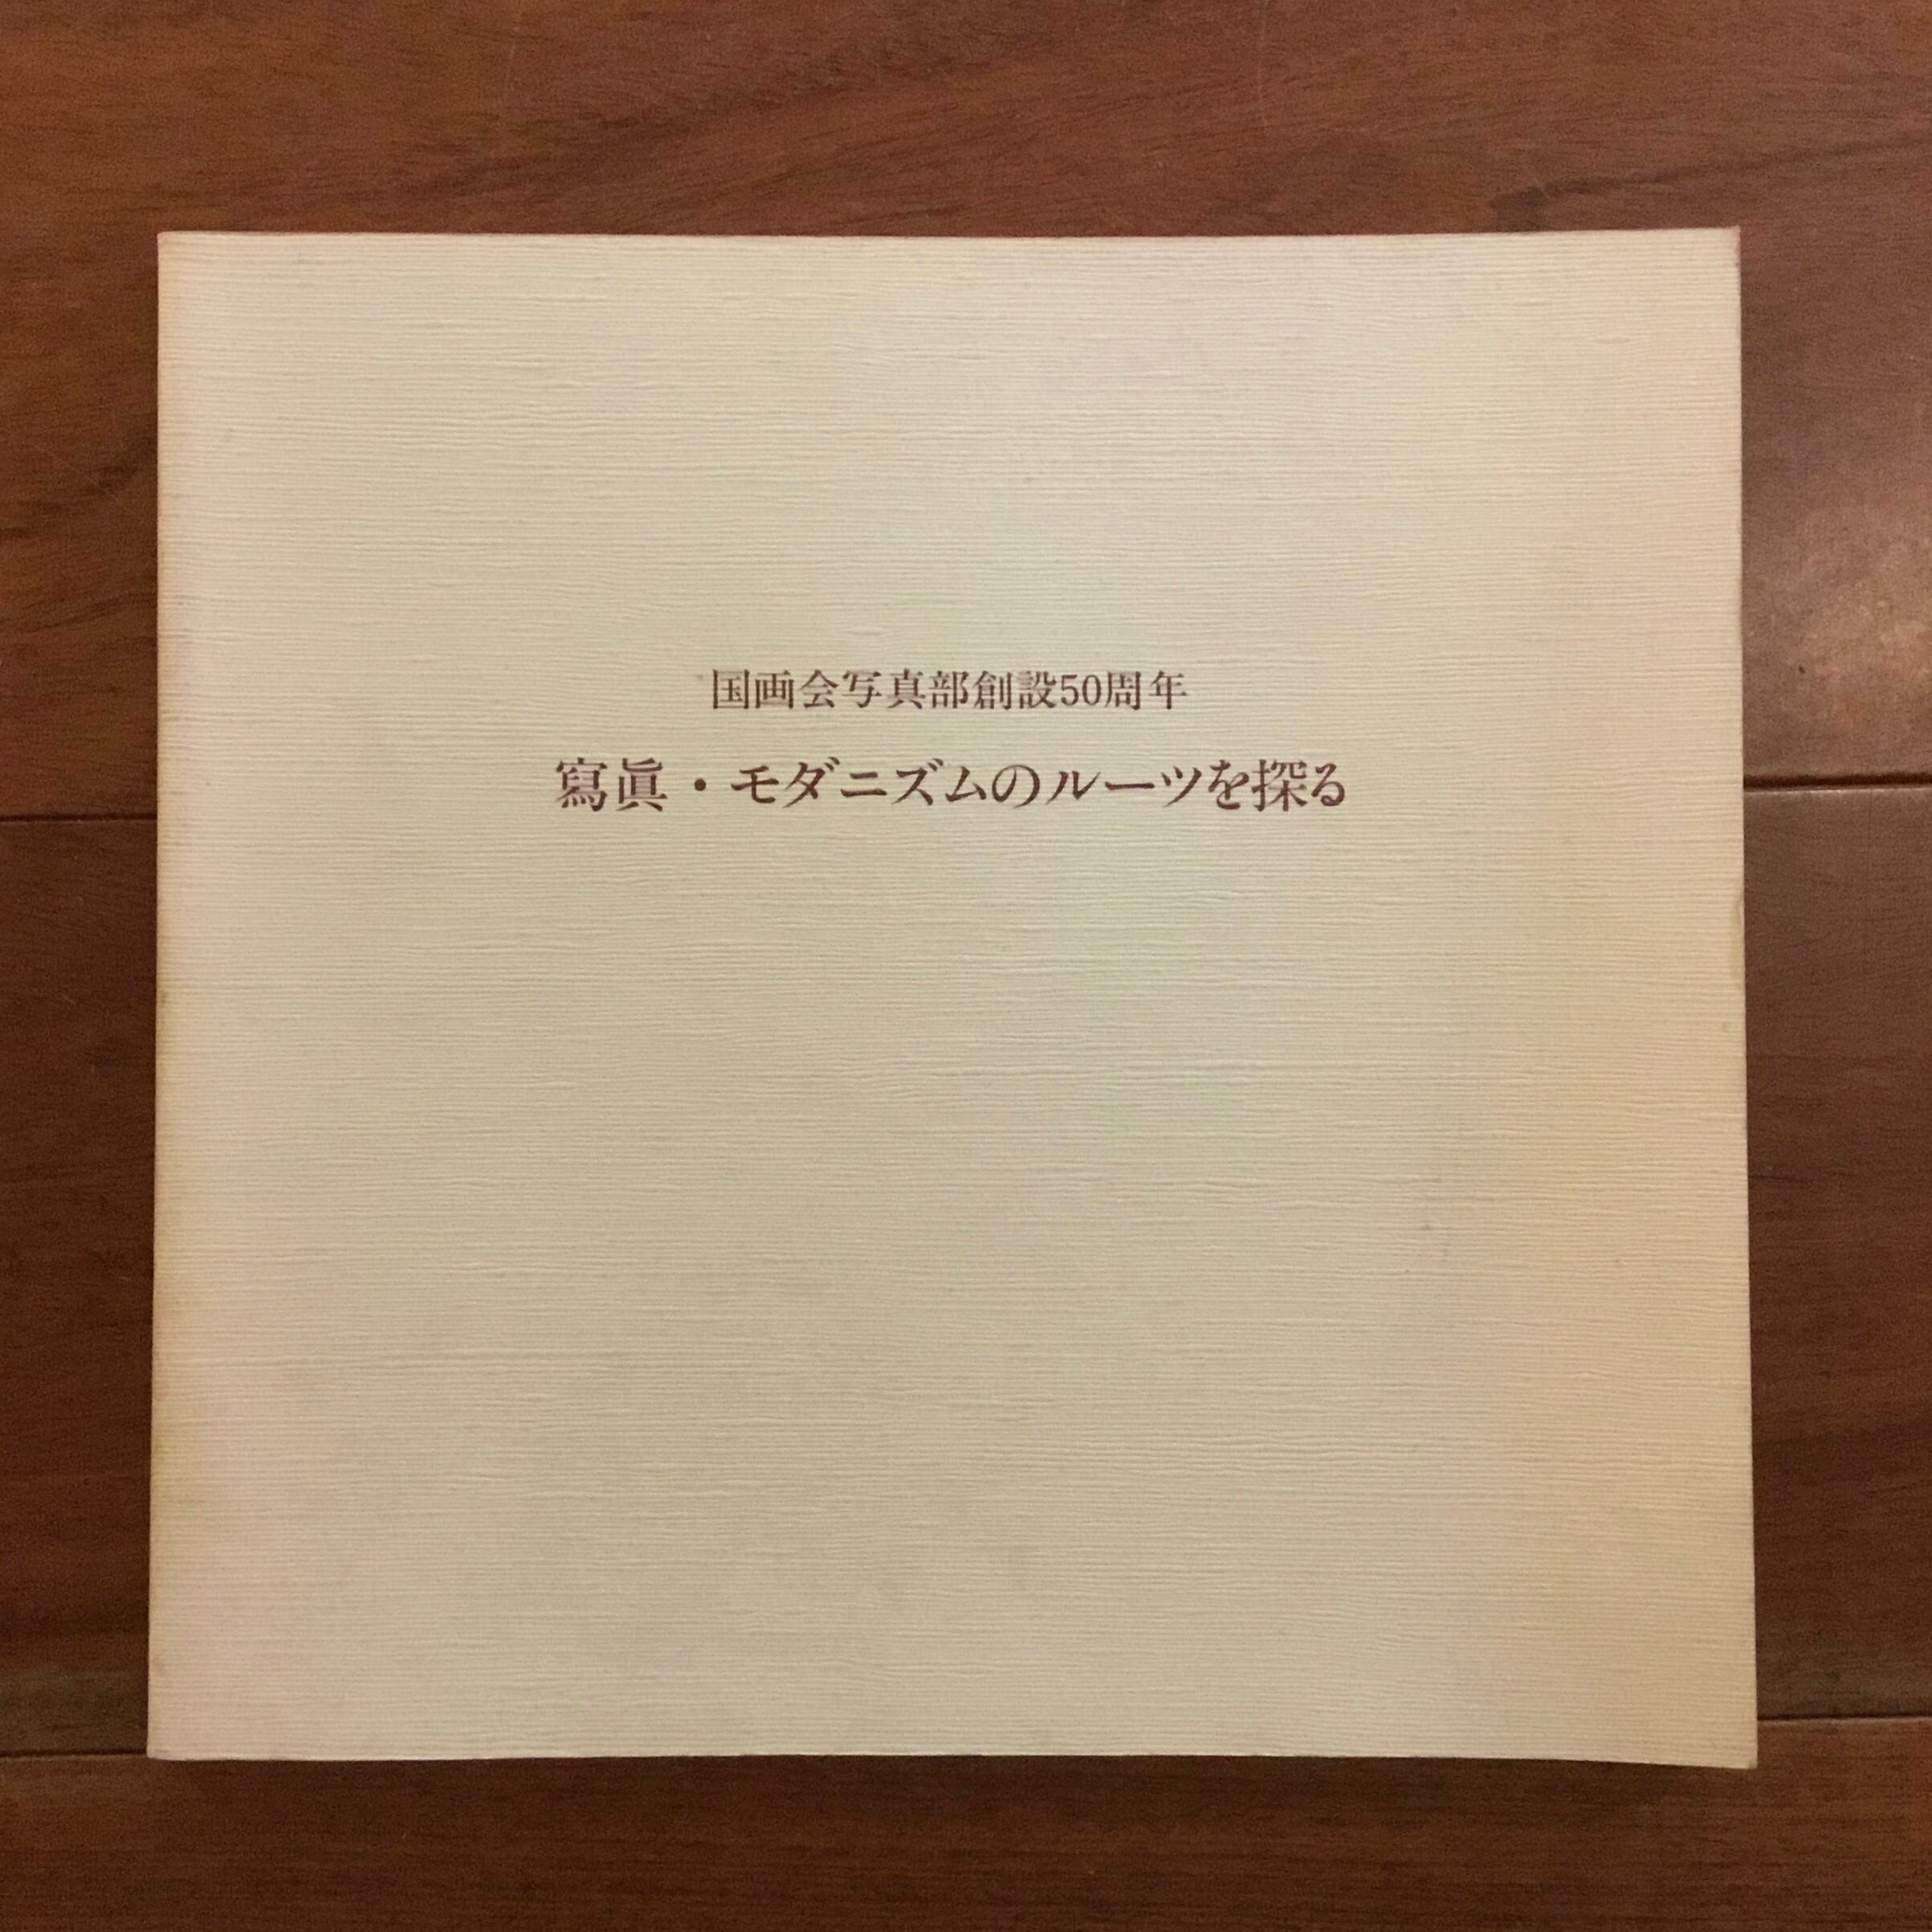 国画会写真部創設50周年
寫眞・モダニズムのルーツを探る